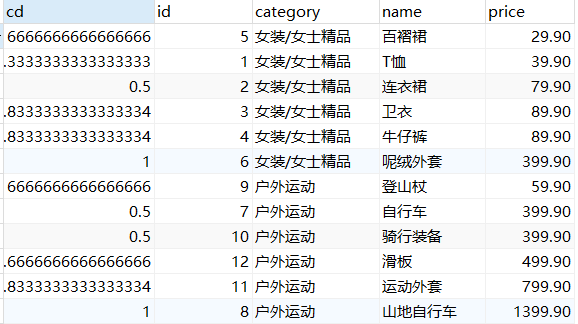 cd id category name price
6666666666666666 5 女装/女士精品 百褶裙 29.90
.3333333333333333 1 女装/女士精品 T恤 39.90
0.5 2 女装/女士精品 连衣裙 79.90
.8333333333333334 3 女装/女士精品 卫衣 89.90
.8333333333333334 4 女装/女士精品 牛仔裤 89.90
1 6 女装/女士精品 呢绒外套 399.90
6666666666666666 9 户外运动 登山杖 59.90
0.5 7 户外运动 自行车 399.90
0.5 10 户外运动 骑行装备 399.90
.6666666666666666 12 户外运动 滑板 499.90
.8333333333333334 11 户外运动 运动外套 799.90
1 8 户外运动 山地自行车 1399.90